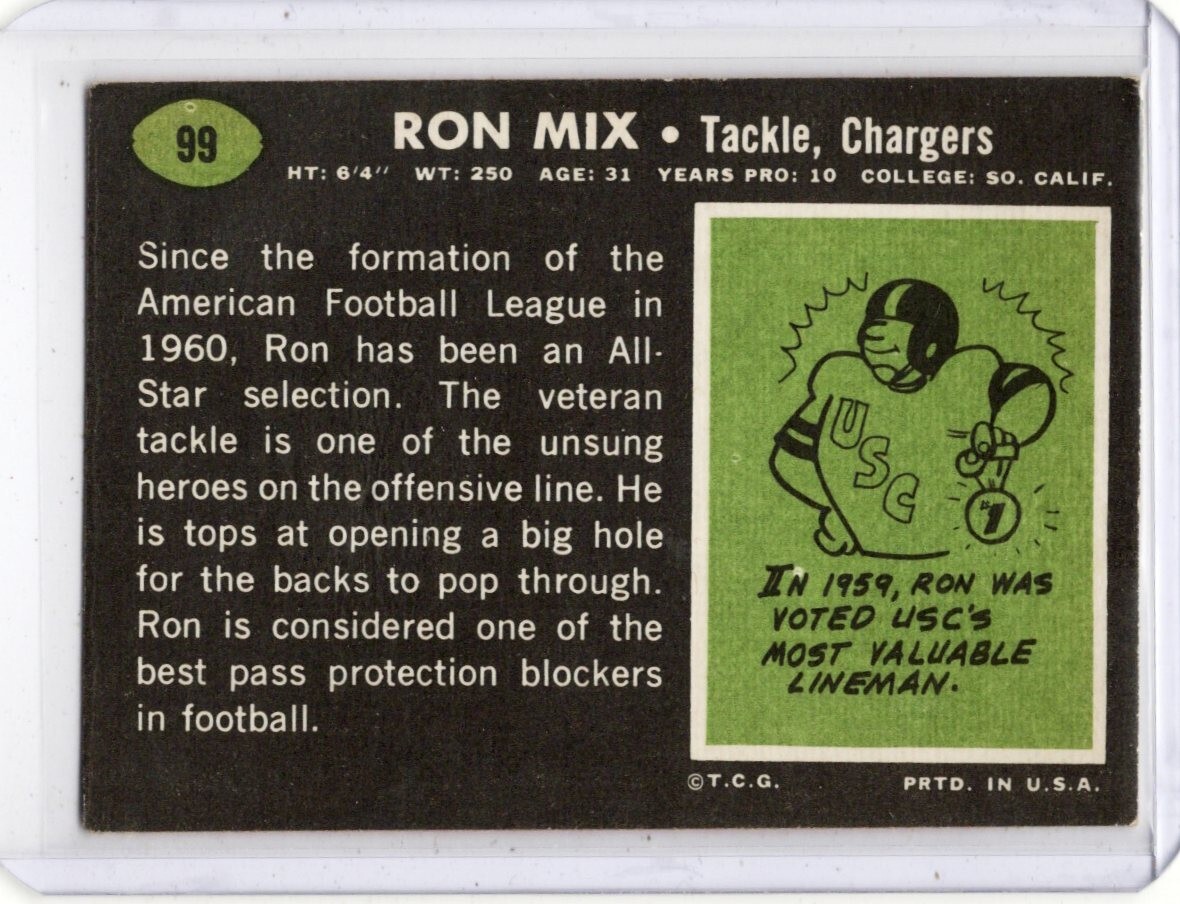 99
RON MIX • Tackle, Chargers
HT: 6'4" WT: 250 AGE: 31 YEARS PRO: 10 COLLEGE: SO. CALIF.
Since the formation of the
American Football League in
1960, Ron has been an All-
Star selection. The veteran
tackle is one of the unsung
heroes on the offensive line. He
is tops at opening a big hole
for the backs to pop through.
Ron is considered one of the
best pass protection blockers
in football.
USC
#1
IN 1959, RON WAS
VOTED USC'S
MOST VALUABLE
LINEMAN.
©T.C.G. PRTD. IN U.S.A.